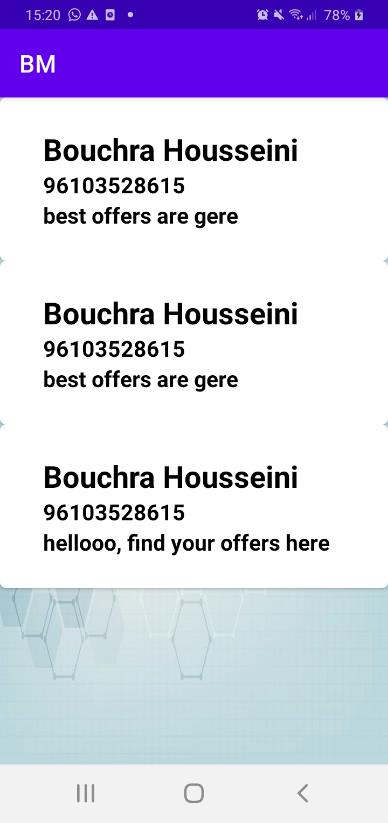 15:20 78%
BM
Bouchra Housseini
96103528615
best offers are gere
Bouchra Housseini
96103528615
best offers are gere
Bouchra Housseini
96103528615
hellooo, find your offers here